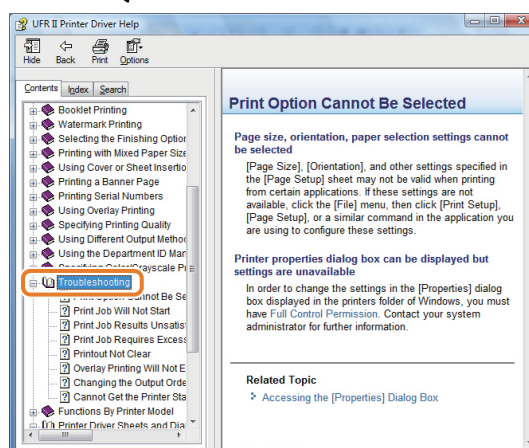 UFR II Printer Driver Help
Hide Back Print Options
Contents Index Search
Booklet Printing
Watermark Printing
Selecting the Finishing Option
Printing with Mixed Paper Size
Using Cover or Sheet Insertio
Printing a Banner Page
Printing Serial Numbers
Using Overlay Printing
Specifying Printing Quality
Using Different Output Method
Using the Department ID Man
Troubleshooting
Print Job Will Not Start
Print Job Results Unsatis
Print Job Requires Excess
Printout Not Clear
Overlay Printing Will Not E
Changing the Output Orde
Cannot Get the Printer Sta
Functions By Printer Model
Printer Driver Sheets and Dia
Print Option Cannot Be Selected
Page size, orientation, paper selection settings cannot
be selected
[Page Size], [Orientation], and other settings specified in
the [Page Setup] sheet may not be valid when printing
from certain applications. If these settings are not
available, click the [File] menu, then click [Print Setup],
[Page Setup], or a similar command in the application you
are using to configure these settings.
Printer properties dialog box can be displayed but
settings are unavailable
In order to change the settings in the [Properties] dialog
box displayed in the printers folder of Windows, you must
have Full Control Permission. Contact your system
administrator for further information.
Related Topic
Accessing the [Properties] Dialog Box